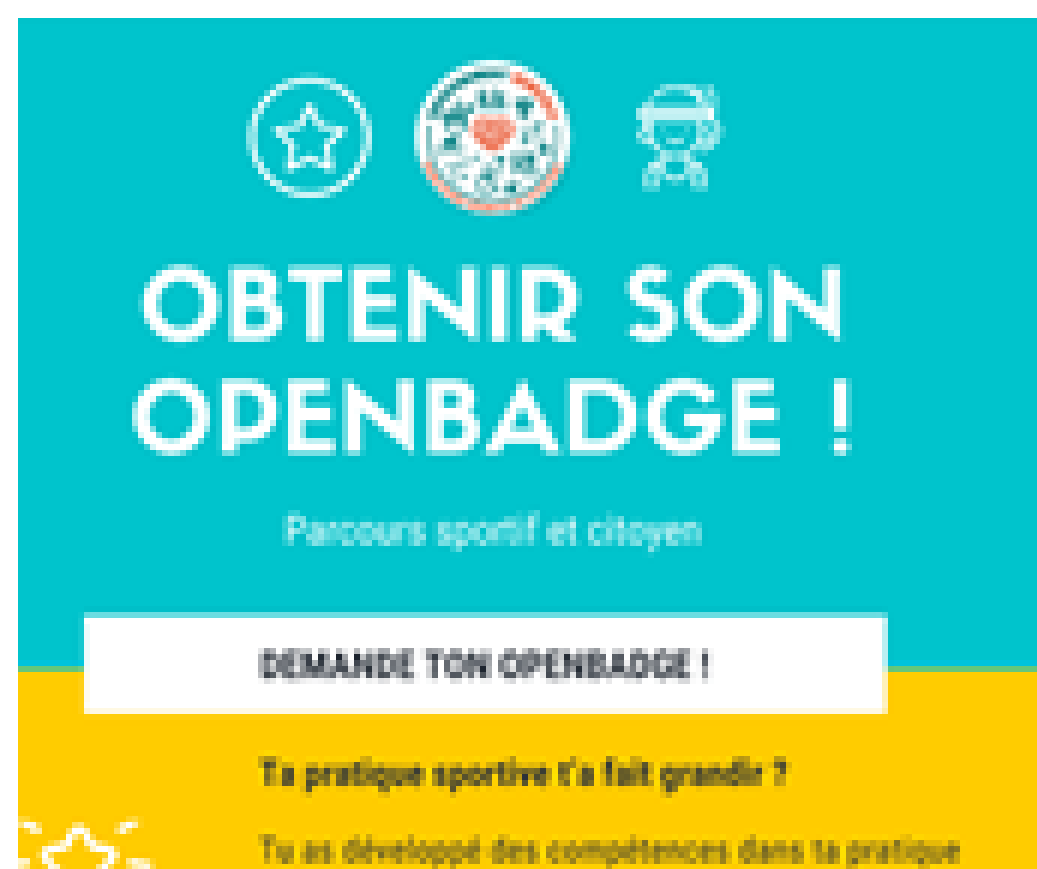 OBTENIR SON
OPENBADGE !
Parcours sportif et citoyen
DEMANDE TON OPENBADGE !
Ta pratique sportive t'a fait grandir ?
Tu as développé des compétences dans ta pratique